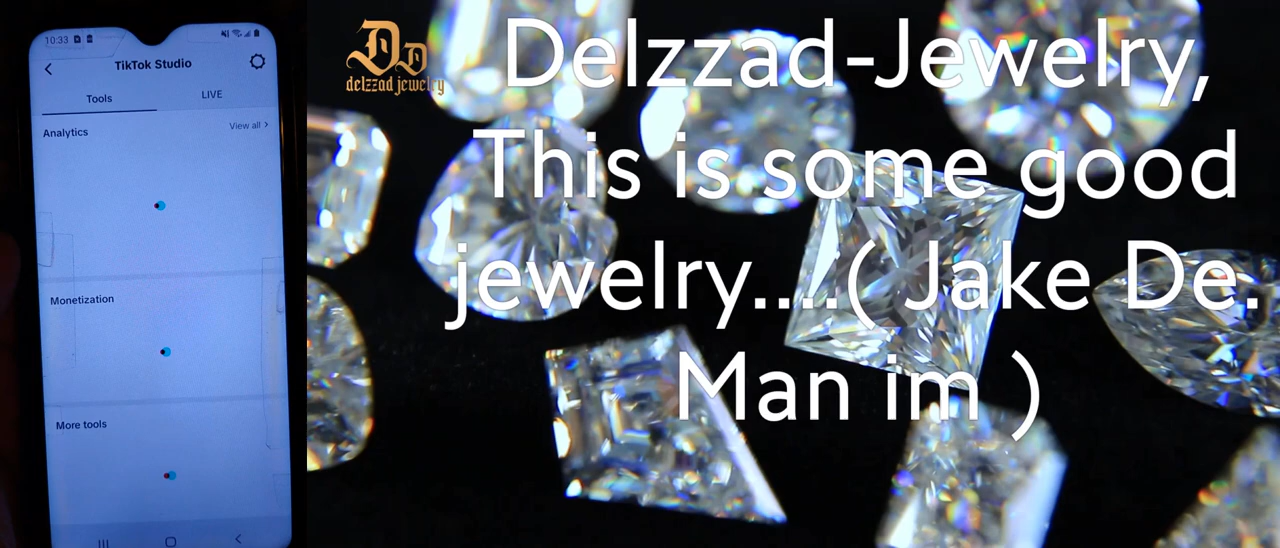 10:33
TikTok Studio
Tools LIVE
Analytics View all >
Monetization
More tools
Dd
delzzad jewelry
Delzzad-Jewelry,
This is some good
jewelry....( Jake De.
Man im )